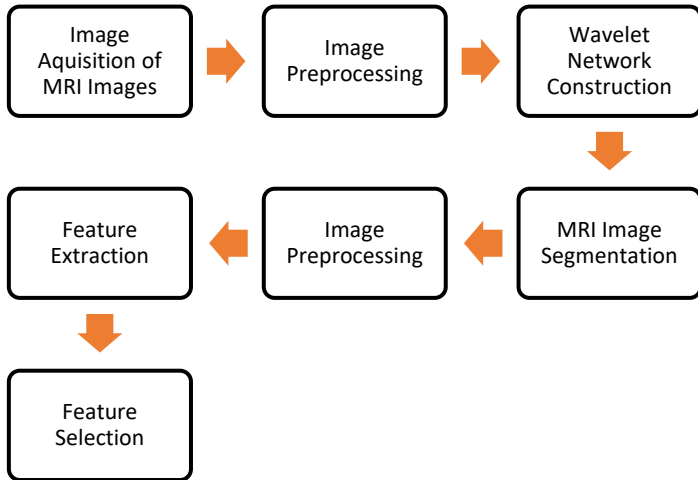 Image
Aquisition of
MRI Images
Image
Preprocessing
Wavelet
Network
Construction
Feature
Extraction
Image
Preprocessing
MRI Image
Segmentation
Feature
Selection